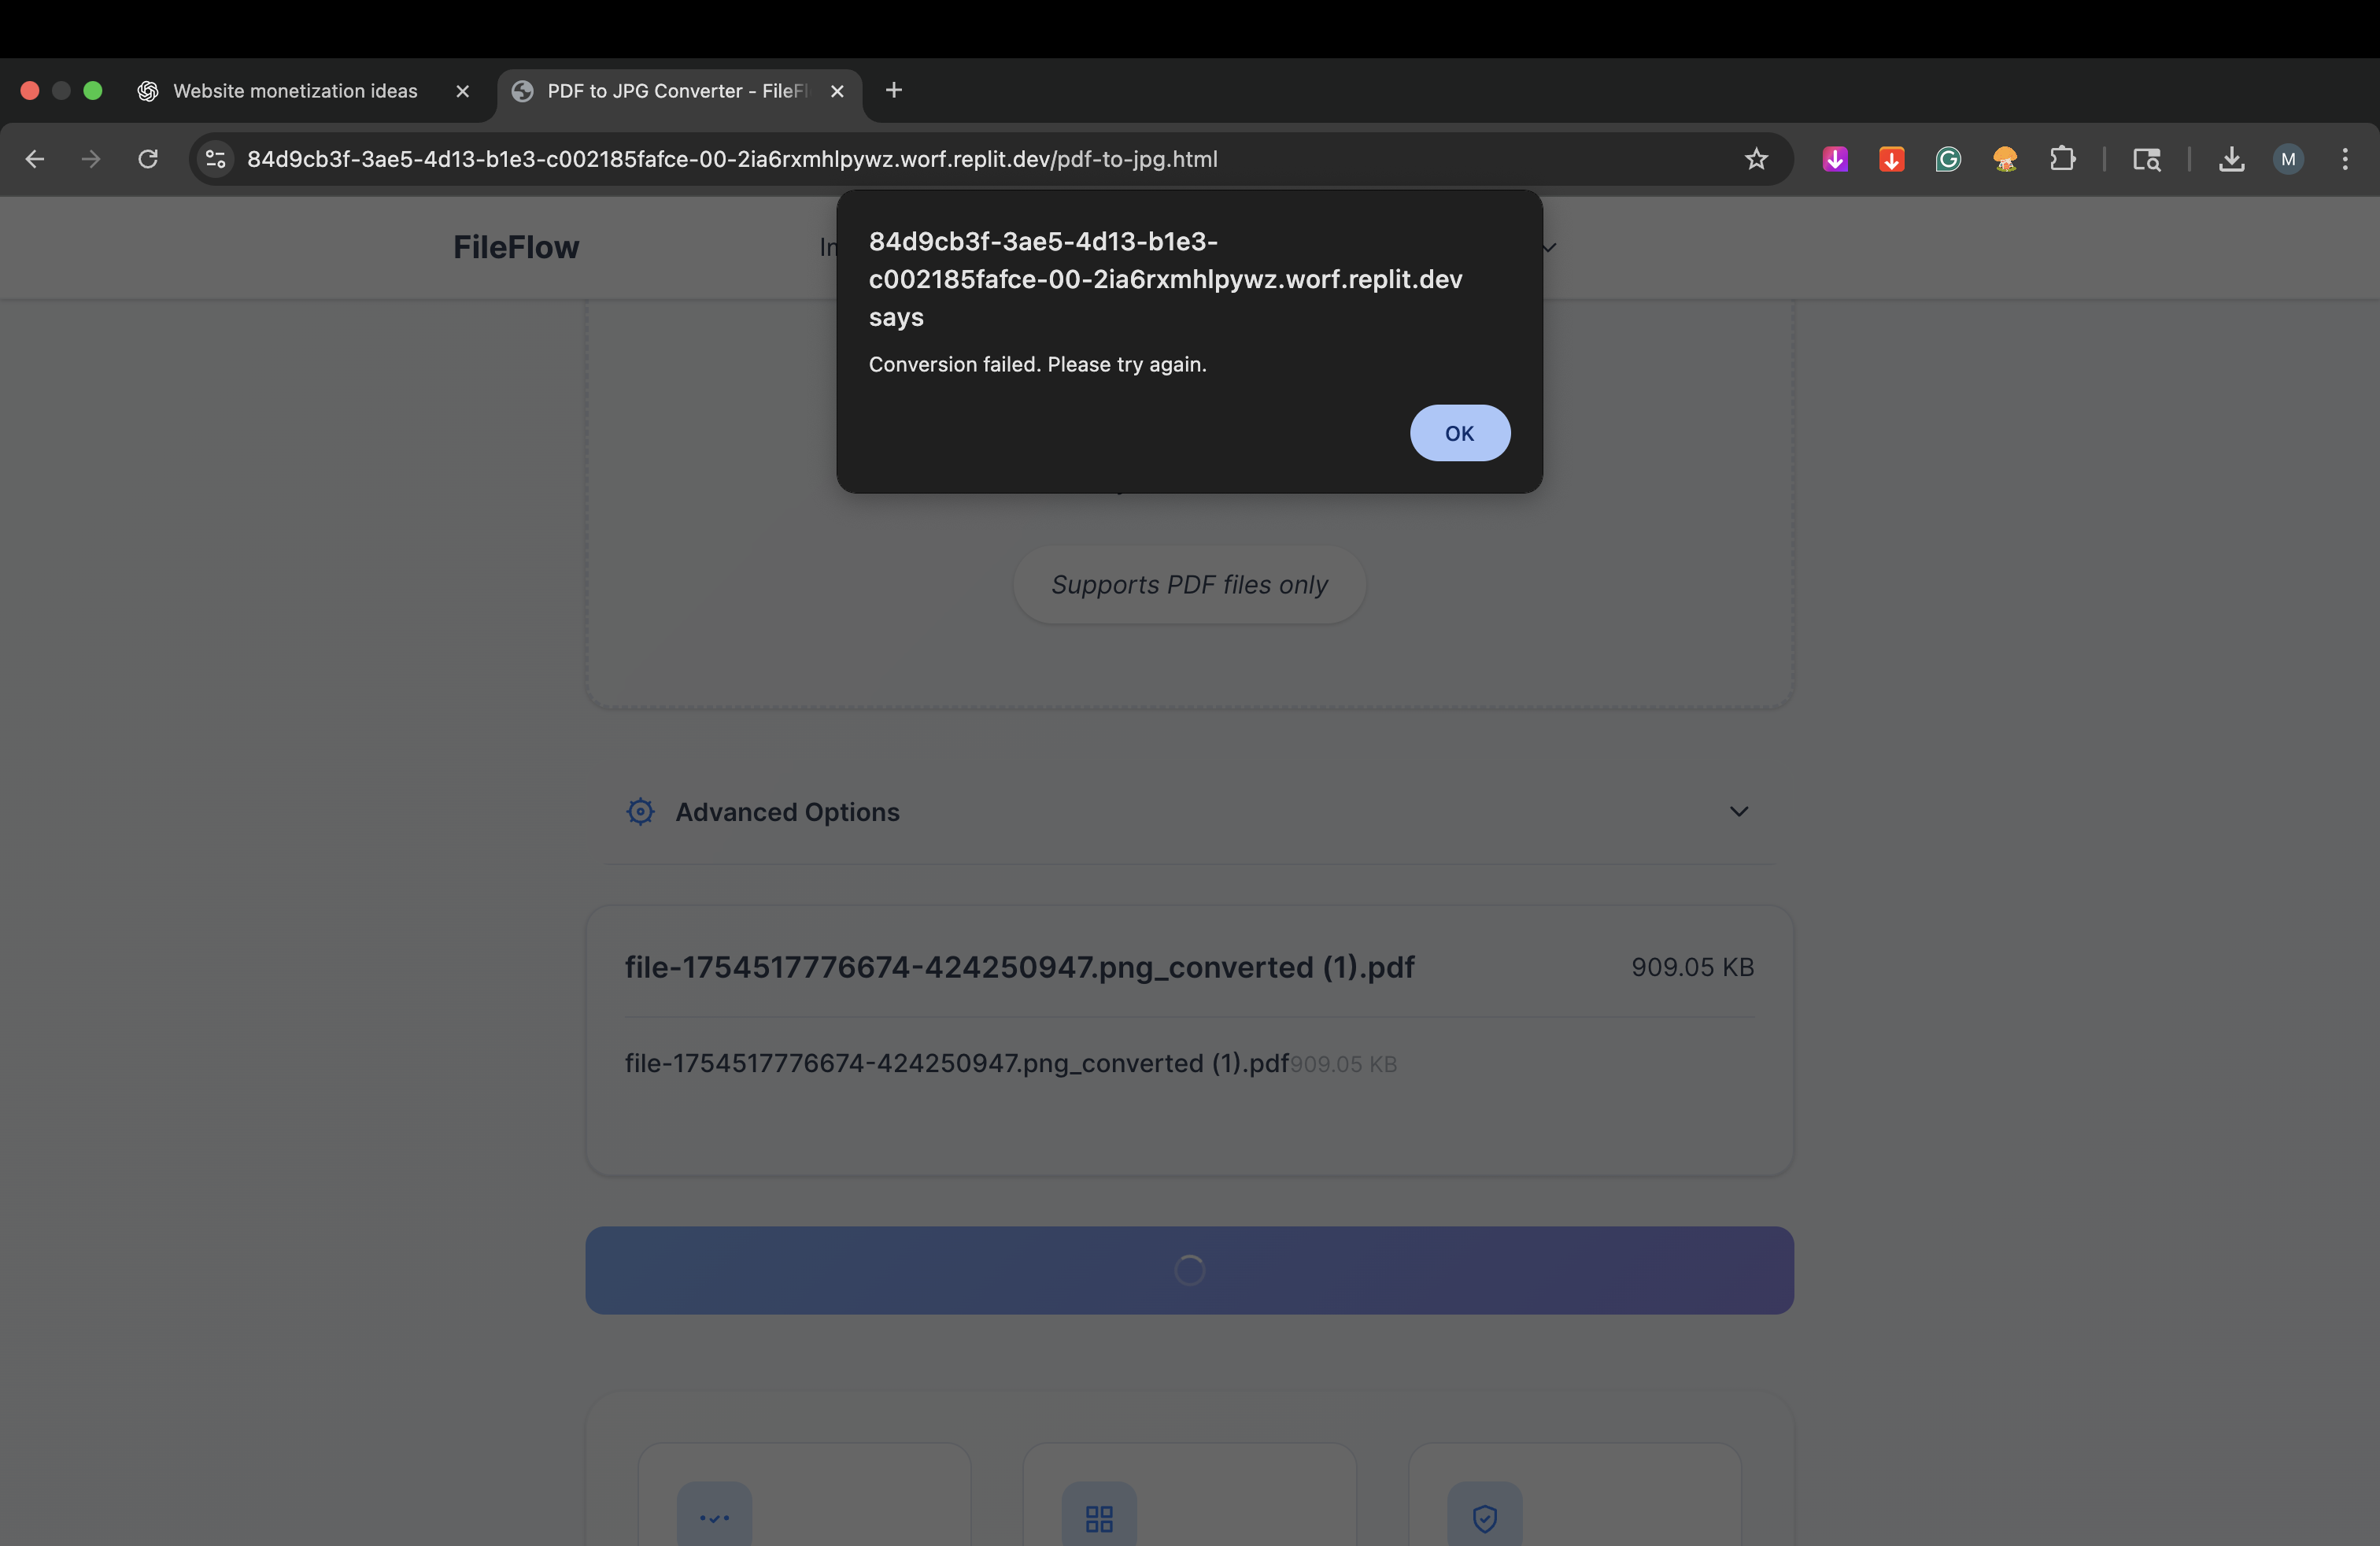 Website monetization ideas
PDF to JPG Converter - FileFl
84d9cb3f-3ae5-4d13-b1e3-c002185fafce-00-2ia6rxmhlpywz.worf.replit.dev/pdf-to-jpg.html
M
FileFlow
84d9cb3f-3ae5-4d13-b1e3-
c002185fafce-00-2ia6rxmhlpywz.worf.replit.dev
says
Conversion failed. Please try again.
OK
Supports PDF files only
Advanced Options
file-1754517776674-424250947.png_converted (1).pdf 909.05 KB
file-1754517776674-424250947.png_converted (1).pdf909.05 KB